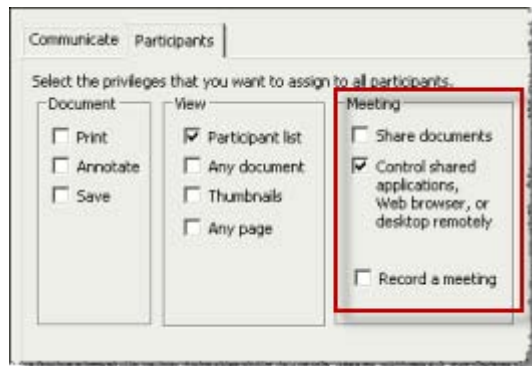 Communicate Participants
Select the privileges that you want to assign to all participants.
Document
Print
Annotate
Save
View
Participant list
Any document
Thumbnails
Any page
Meeting
Share documents
Control shared
applications,
Web browser, or
desktop remotely
Record a meeting